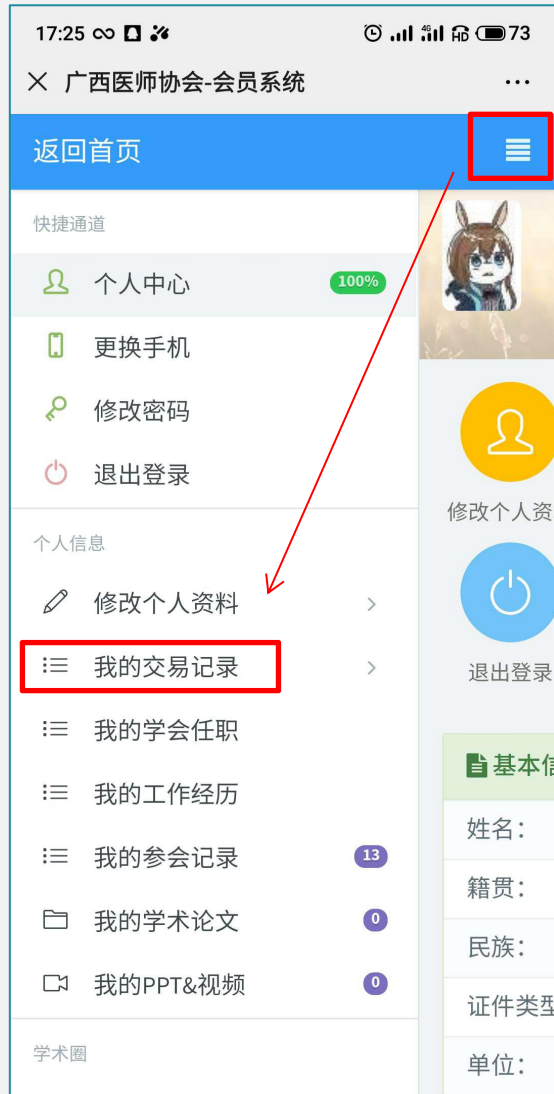 17:25
4G HD 73
广西医师协会-会员系统
返回首页
快捷通道
个人中心 100%
更换手机
修改密码
退出登录
个人信息
修改个人资料
我的交易记录
我的学会任职
我的工作经历
我的参会记录 13
我的学术论文 0
我的PPT&视频 0
学术圈
修改个人资
退出登录
基本信
姓名：
籍贯：
民族：
证件类型
单位：